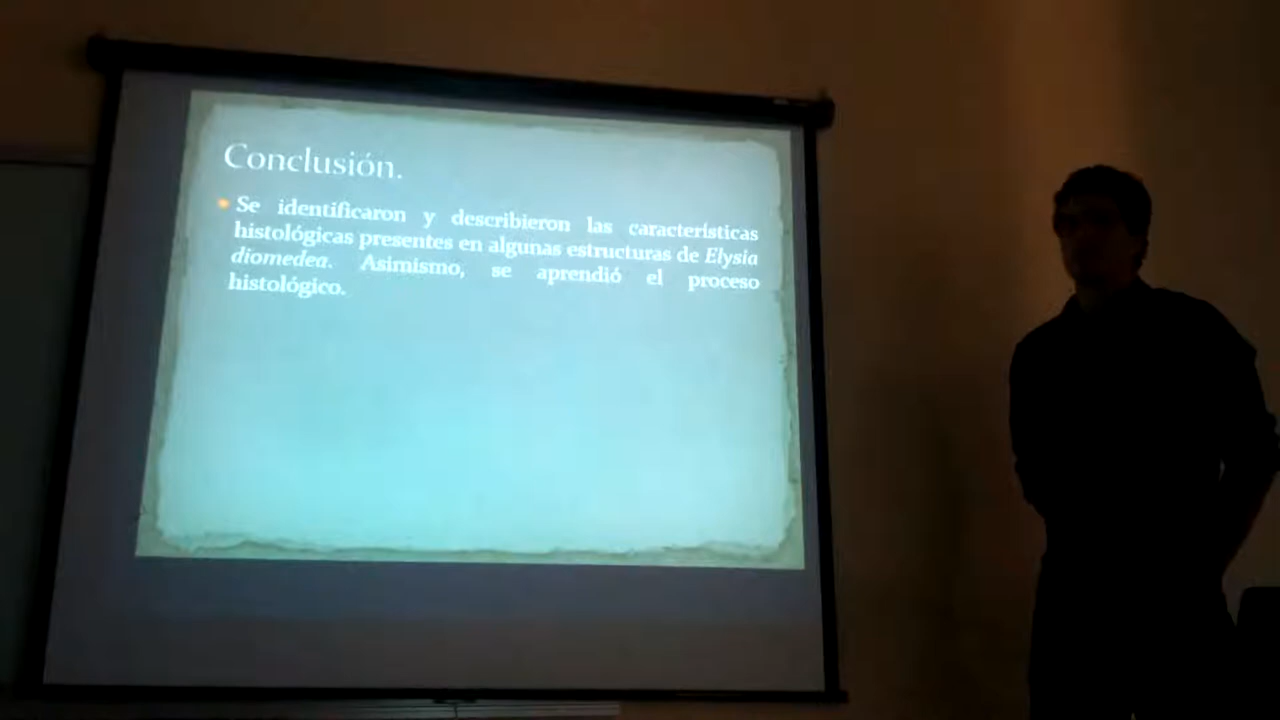 Conclusión.
Se identificaron y describieron las características
histológicas presentes en algunas estructuras de Elysia
diomedea. Asimismo, se aprendió el proceso
histológico.